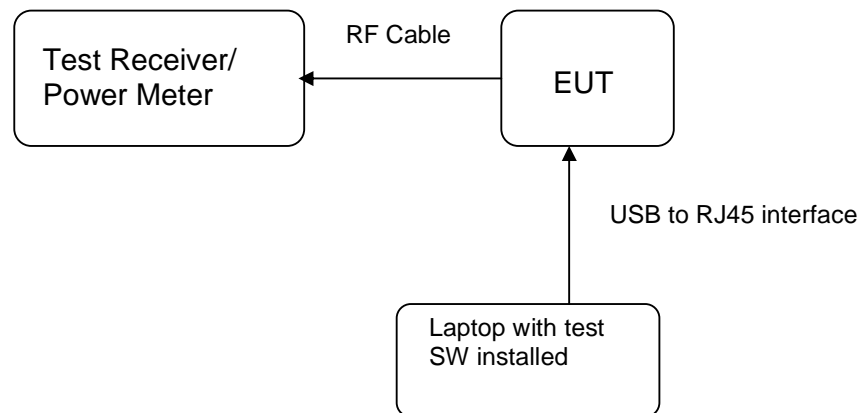 RF Cable
Test Receiver/
Power Meter
EUT
USB to RJ45 interface
Laptop with test
SW installed